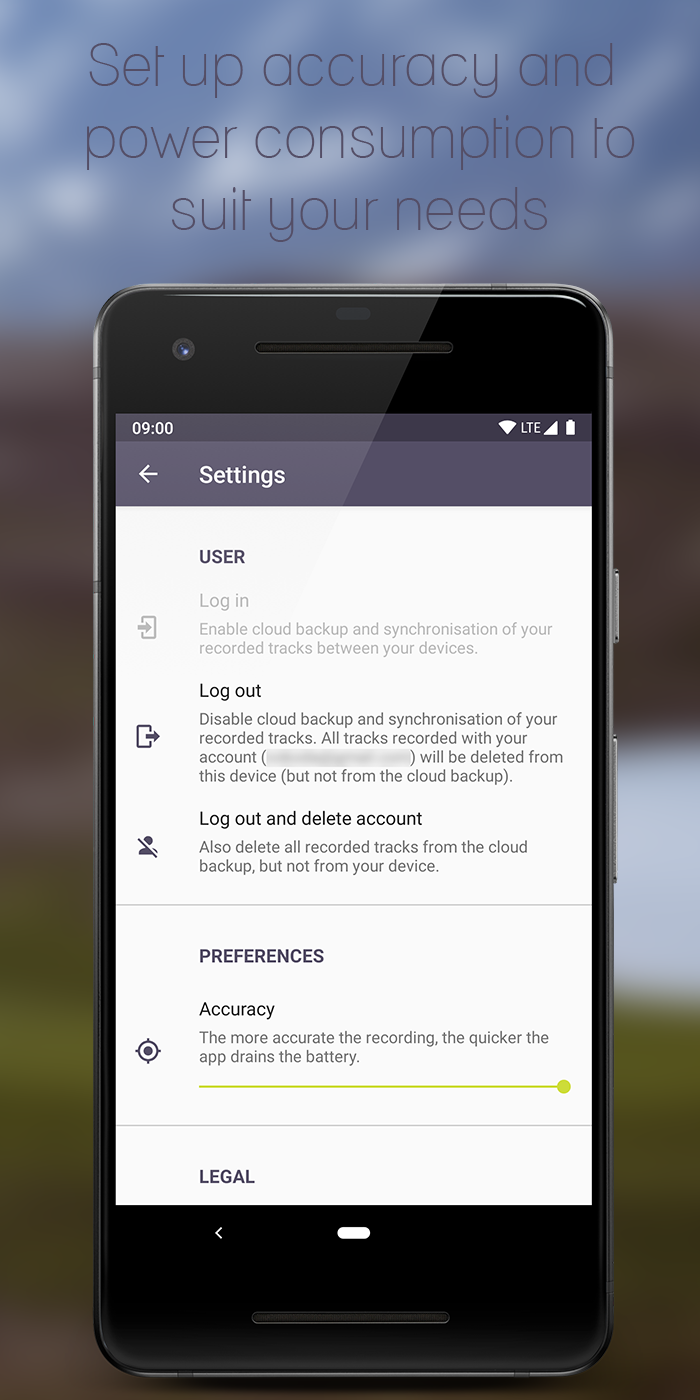 Set up accuracy and
power consumption to
suit your needs
09:00
LTE
Settings
USER
Log in
Enable cloud backup and synchronisation of your
recorded tracks between your devices.
Log out
Disable cloud backup and synchronisation of your
recorded tracks. All tracks recorded with your
account () will be deleted from
this device (but not from the cloud backup).
Log out and delete account
Also delete all recorded tracks from the cloud
backup, but not from your device.
PREFERENCES
Accuracy
The more accurate the recording, the quicker the
app drains the battery.
LEGAL